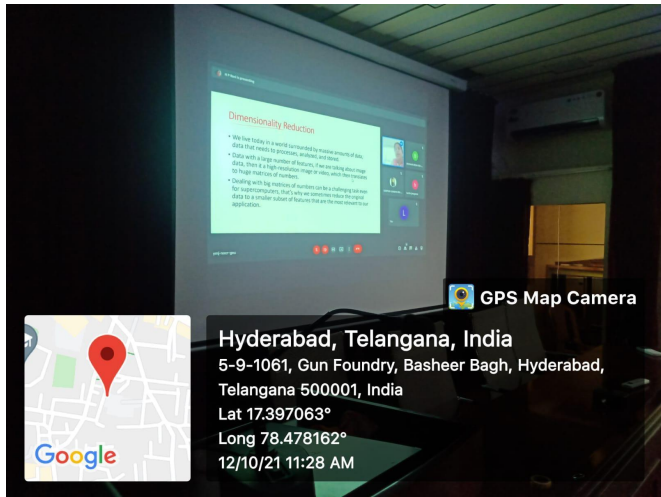 Dimensionality Reduction
• We live today in a world surrounded by massive amounts of data,
data that needs to processes, analyzed, and stored.
• Data with a large number of features, if we are talking about image
data, then it a high-resolution image or video, which then translates
to huge matrices of numbers.
• Dealing with big matrices of numbers can be a challenging task even
for supercomputers, that's why we sometimes reduce the original
data to a smaller subset of features that are the most relevant to our
application.
L
GPS Map Camera
Hyderabad, Telangana, India
5-9-1061, Gun Foundry, Basheer Bagh, Hyderabad,
Telangana 500001, India
Lat 17.397063°
Long 78.478162°
12/10/21 11:28 AM
Google